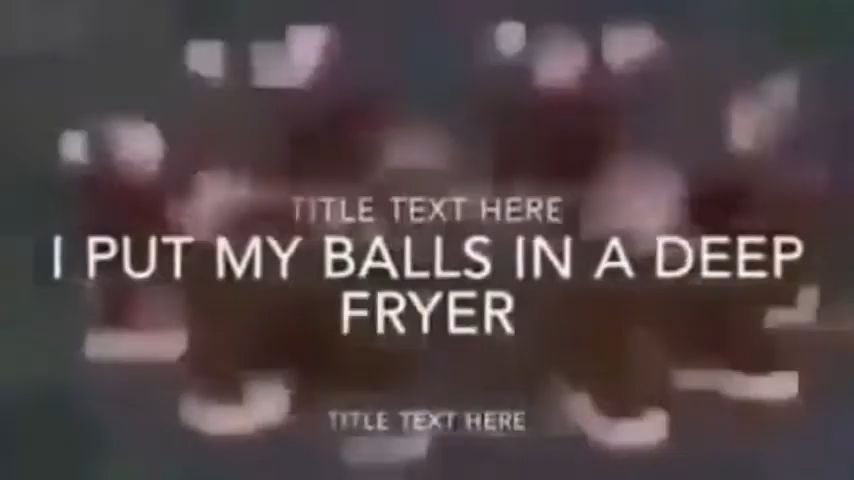 TITLE TEXT HERE
I PUT MY BALLS IN A DEEP
FRYER
TITLE TEXT HERE